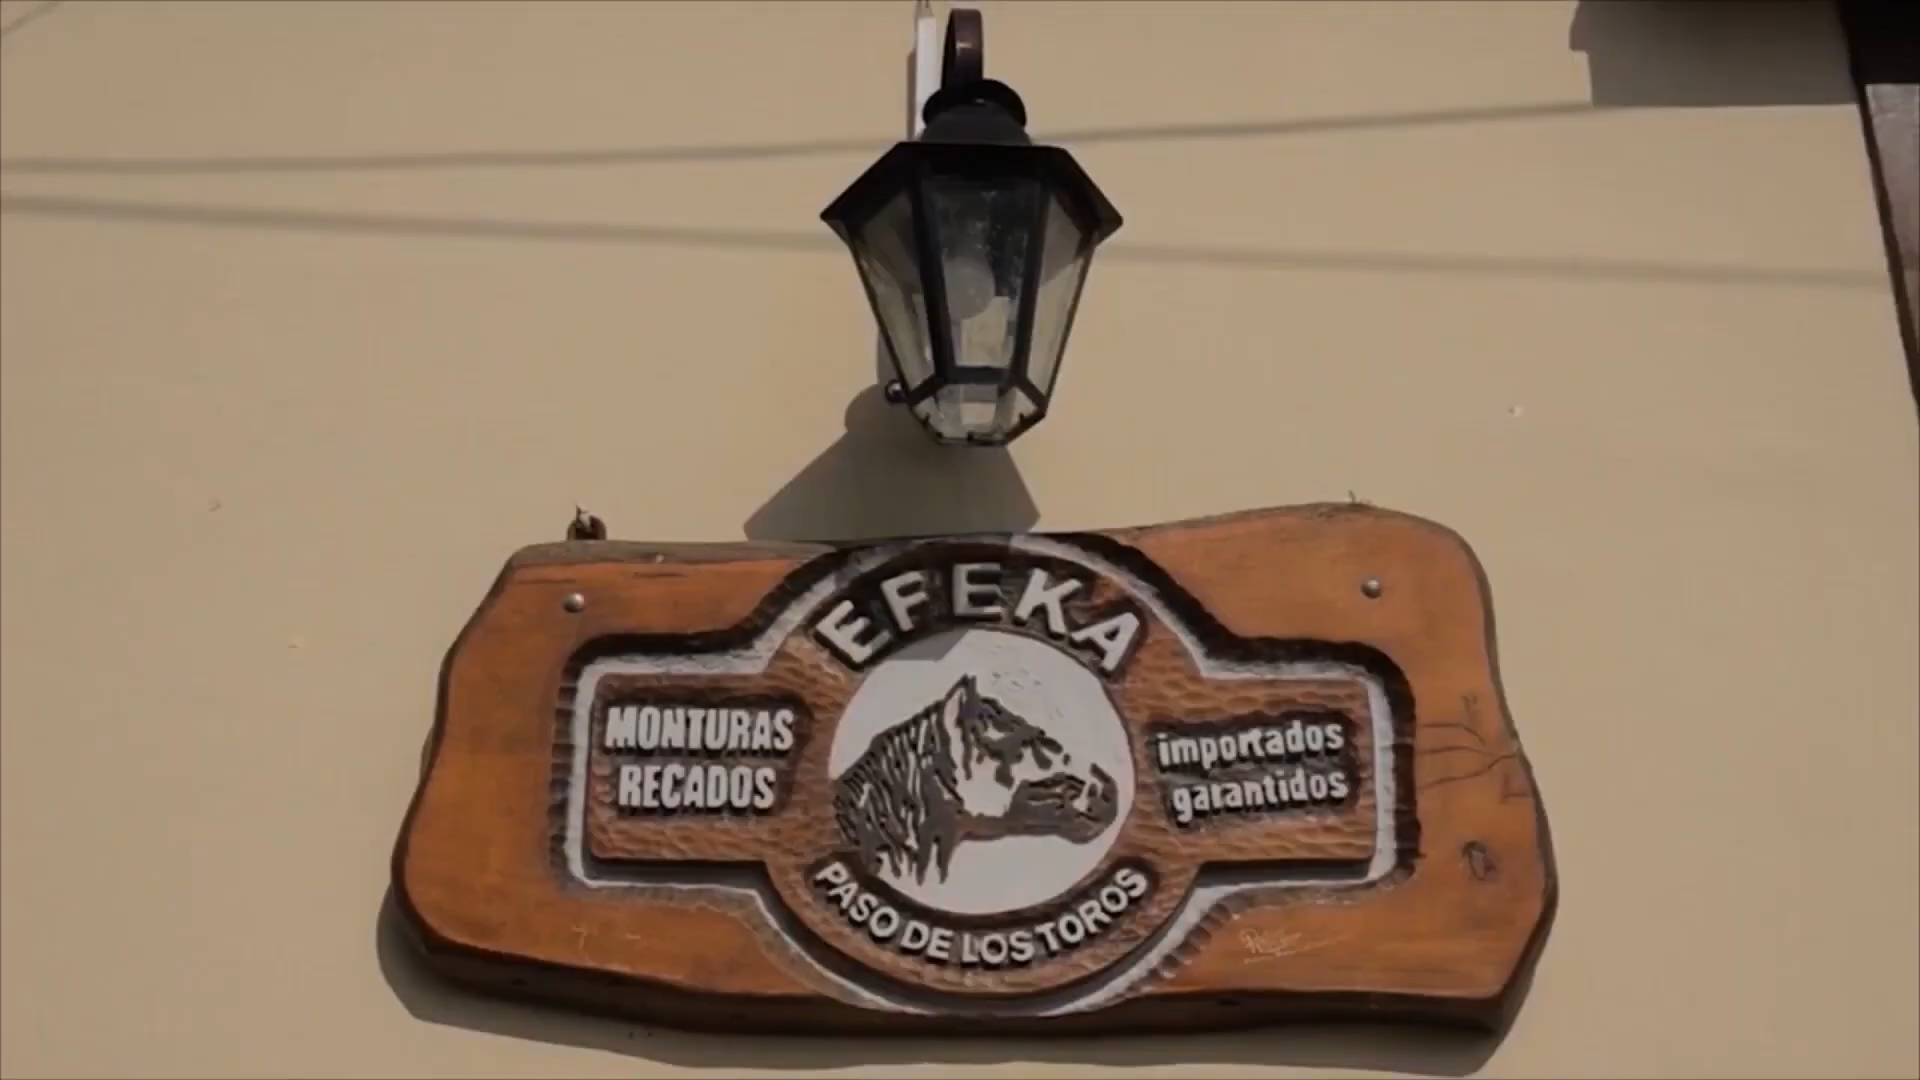 EFEKA
MONTURAS
RECADOS
importados
garantidos
PASO DE LOS TOROS